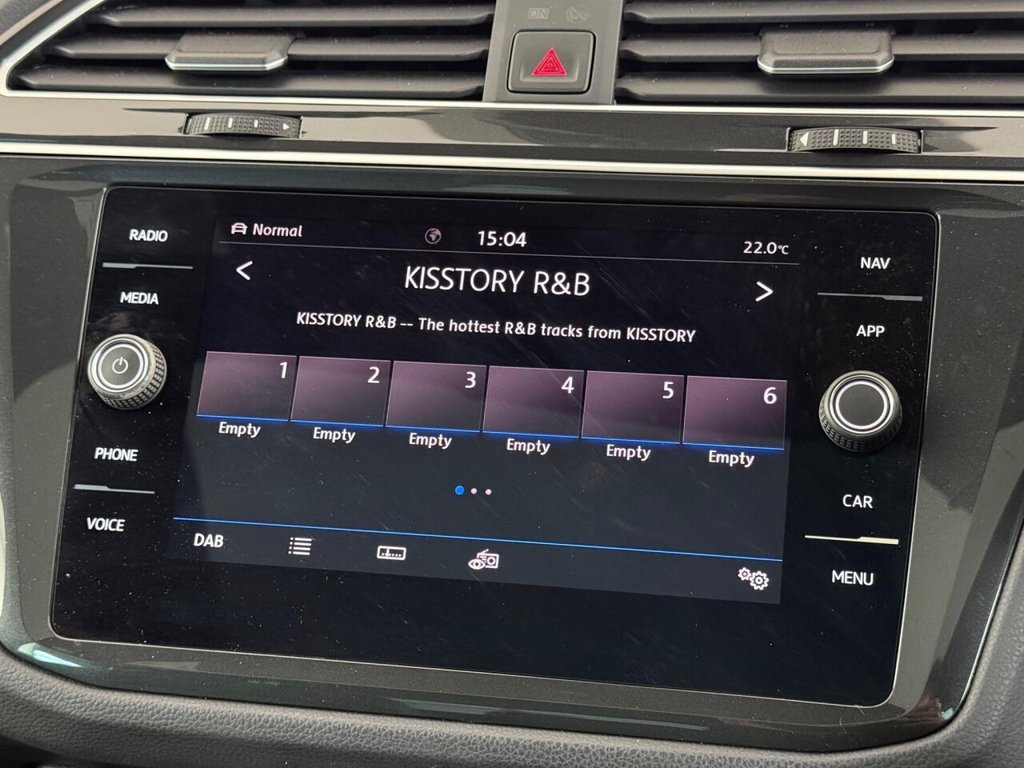 RADIO
MEDIA
PHONE
VOICE
Normal
15:04
22.0°C
< KISSTORY R&B >
KISSTORY R&B -- The hottest R&B tracks from KISSTORY
1 2 3 4 5 6
Empty Empty Empty Empty Empty Empty
DAB
NAV
APP
CAR
MENU